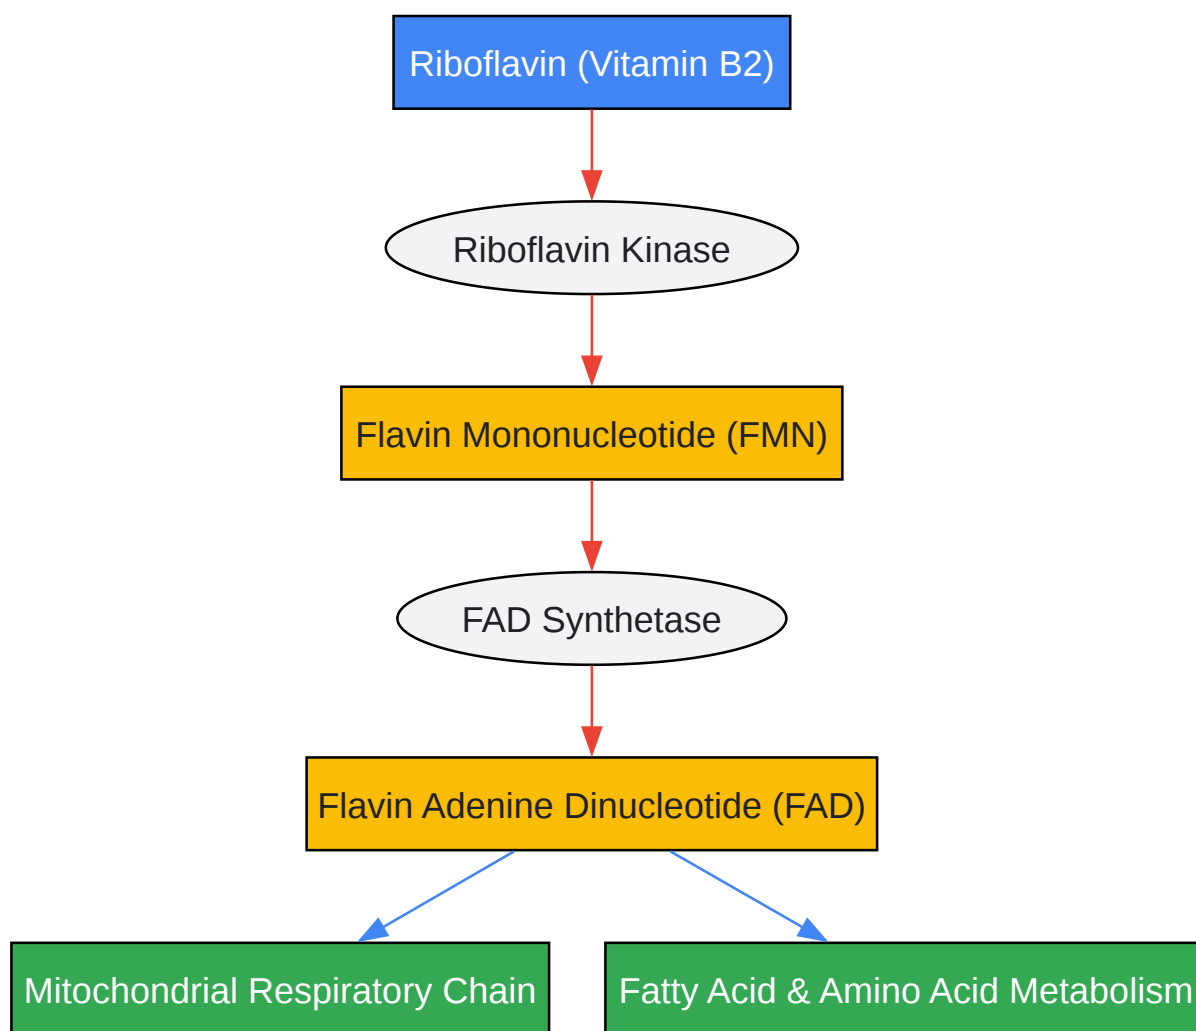 Riboflavin (Vitamin B2)
Riboflavin Kinase
Flavin Mononucleotide (FMN)
FAD Synthetase
Flavin Adenine Dinucleotide (FAD)
Mitochondrial Respiratory Chain
Fatty Acid & Amino Acid Metabolism